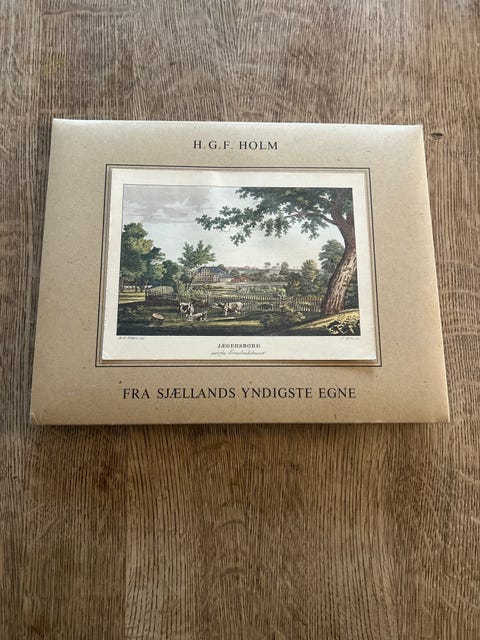 H.G.F. HOLM
JÆGERSBORG
FRA SJÆLLANDS YNDIGSTE EGNE